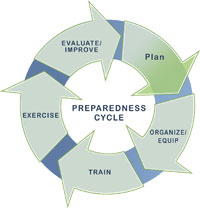 EVALUATE/
IMPROVE
Plan
PREPAREDNESS
CYCLE
ORGANIZE/
EQUIP
TRAIN
EXERCISE